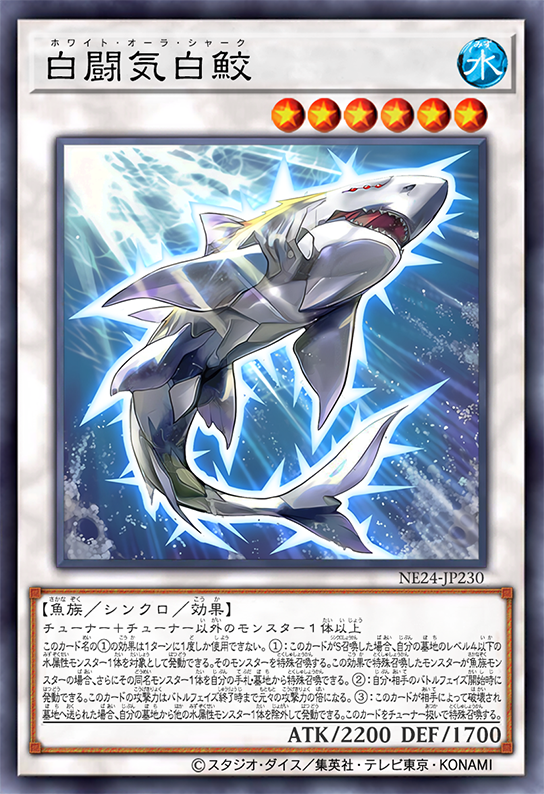 ホワイト・オーラ・シャーク
白闘気白鮫
水
NE24-JP230
【魚族/シンクロ/効果】
チューナー+チューナー以外のモンスター1体以上
このカード名の①の効果は1ターンに1度しか使用できない。①:このカードがS召喚した場合、自分の墓地のレベル4以下の
水属性モンスター1体を対象として発動できる。そのモンスターを特殊召喚する。この効果で特殊召喚したモンスターが魚族モンス
ターの場合、さらにその同名モンスター1体を自分の手札・墓地から特殊召喚できる。②:自分・相手のバトルフェイズ開始時に
発動できる。このカードの攻撃力はバトルフェイズ終了時まで元々の攻撃力の倍になる。③:このカードが相手によって破壊され
墓地へ送られた場合、自分の墓地から他の水属性モンスター1体を除外して発動できる。このカードをチューナー扱いで特殊召喚する。
ATK/2200 DEF/1700
©スタジオ・ダイス/集英社・テレビ東京・KONAMI